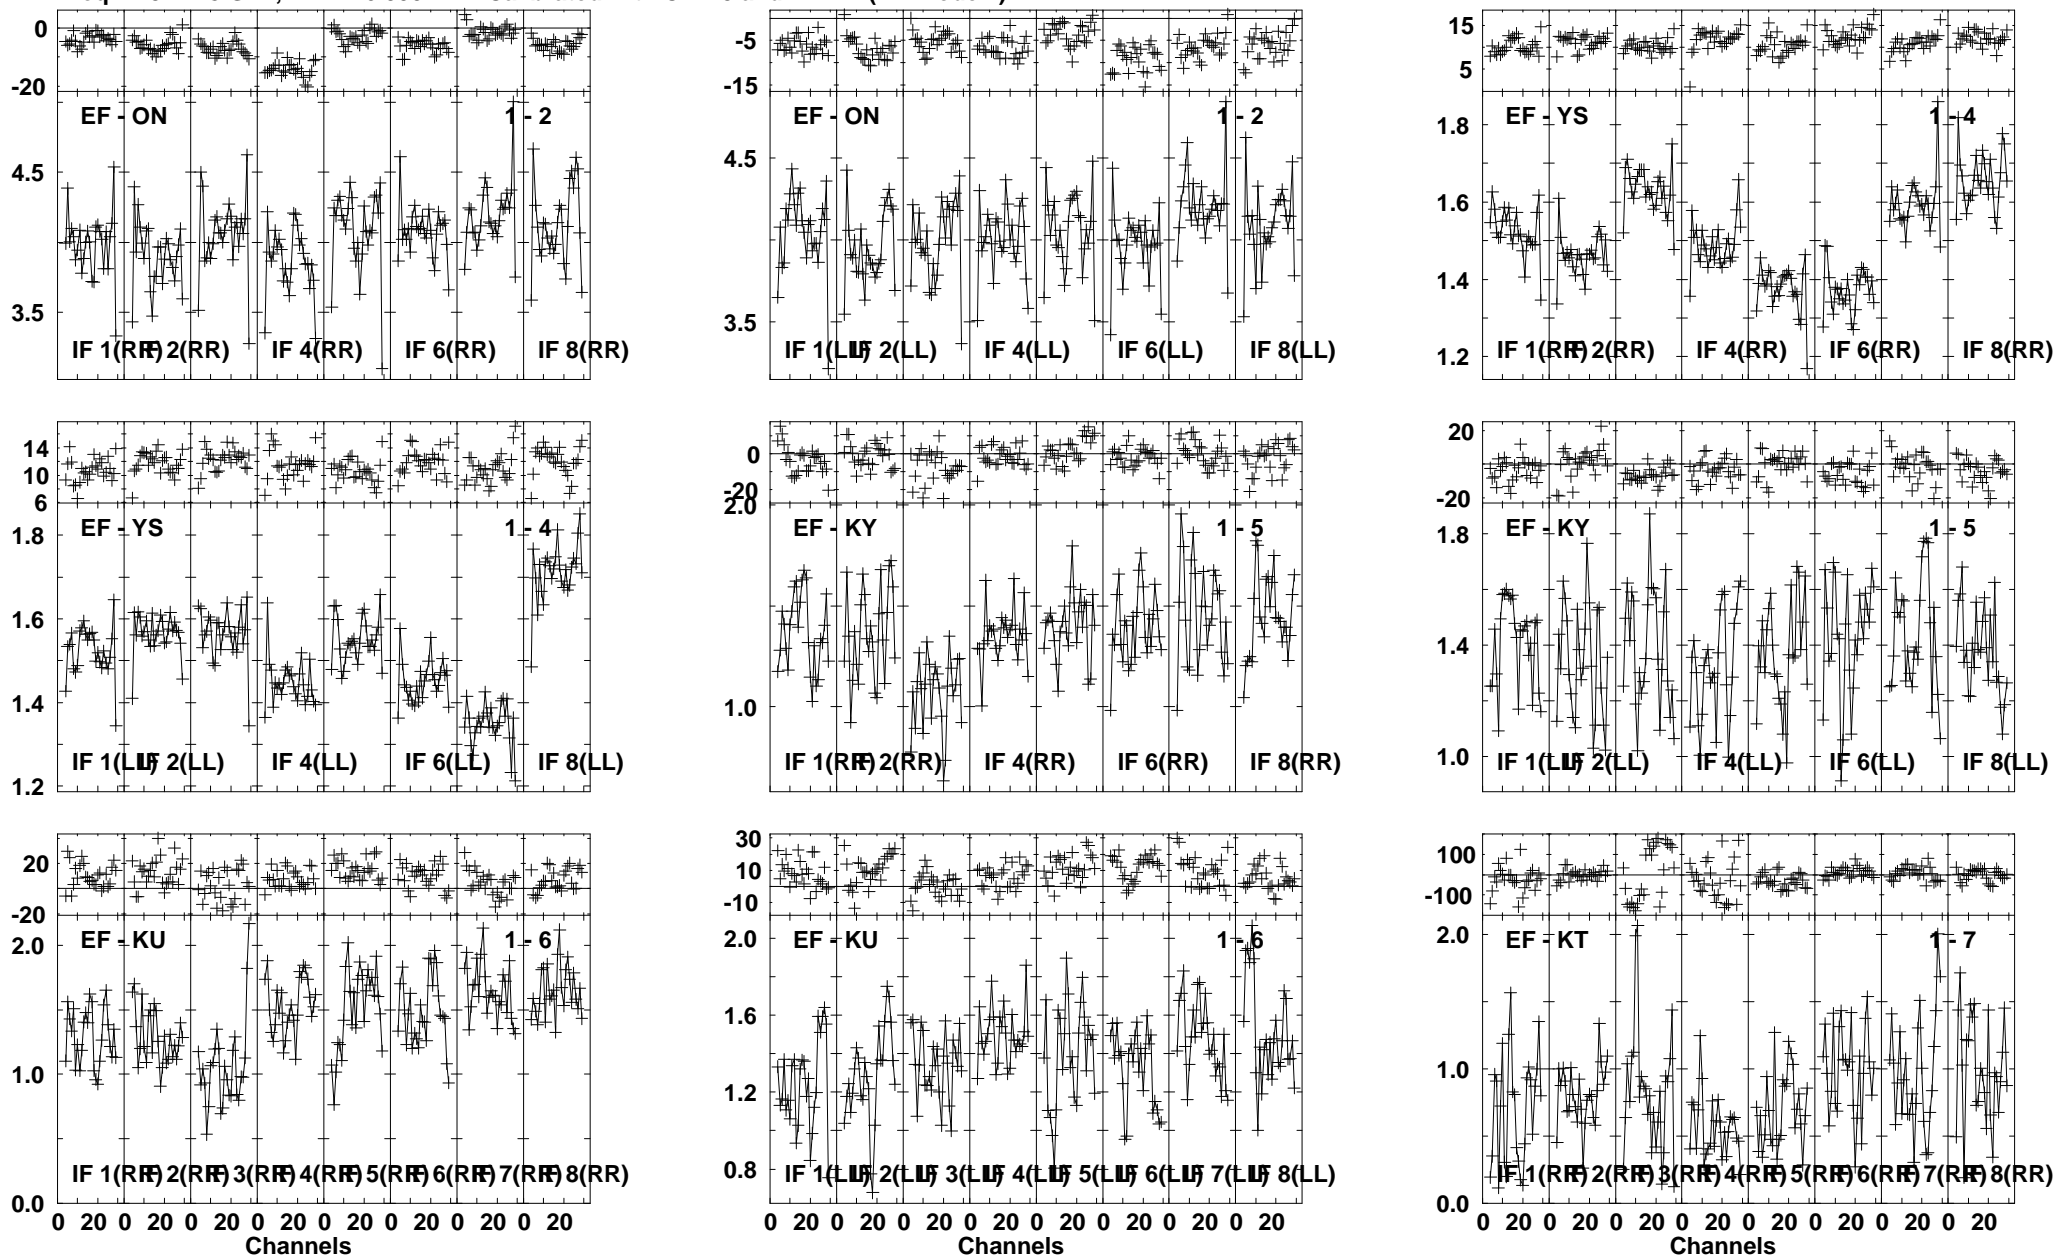 0 -5 15
-20 -15 5
EF - ON 1 - 2 EF - ON 1 - 2 EF - YS 1 - 4
4.5 4.5 1.8
1.6
1.4
3.5 3.5 1.2
IF 1(RR) IF 2(RR) IF 4(RR) IF 6(RR) IF 8(RR) IF 1(LL) IF 2(LL) IF 4(LL) IF 6(LL) IF 8(LL) IF 1(RR) IF 2(RR) IF 4(RR) IF 6(RR) IF 8(RR)
14 0 20
10 -20 -20
6 2.0
EF - YS 1 - 4 EF - KY 1 - 5 EF - KY 1 - 5
1.8 1.8
1.6
1.4 1.0 1.4
1.2 1.0
IF 1(LL) IF 2(LL) IF 4(LL) IF 6(LL) IF 8(LL) IF 1(RR) IF 2(RR) IF 4(RR) IF 6(RR) IF 8(RR) IF 1(LL) IF 2(LL) IF 4(LL) IF 6(LL) IF 8(LL)
20 30 100
-20 10 -100
-10
EF - KU 1 - 6 EF - KU 1 - 6 EF - KT 1 - 7
2.0 2.0 2.0
1.6
1.0 1.2 1.0
0.8
IF 1(RR) IF 2(RR) IF 3(RR) IF 4(RR) IF 5(RR) IF 6(RR) IF 7(RR) IF 8(RR) IF 1(LL) IF 2(LL) IF 3(LL) IF 4(LL) IF 5(LL) IF 6(LL) IF 7(LL) IF 8(LL) IF 1(RR) IF 2(RR) IF 3(RR) IF 4(RR) IF 5(RR) IF 6(RR) IF 7(RR) IF 8(RR)
0.0 0.0
0 20 0 20 0 20 0 20 0 20 0 20 0 20 0 20 0 20 0 20 0 20 0 20 0 20 0 20 0 20 0 20 0 20 0 20 0 20 0 20 0 20 0 20 0 20 0 20
Channels Channels Channels